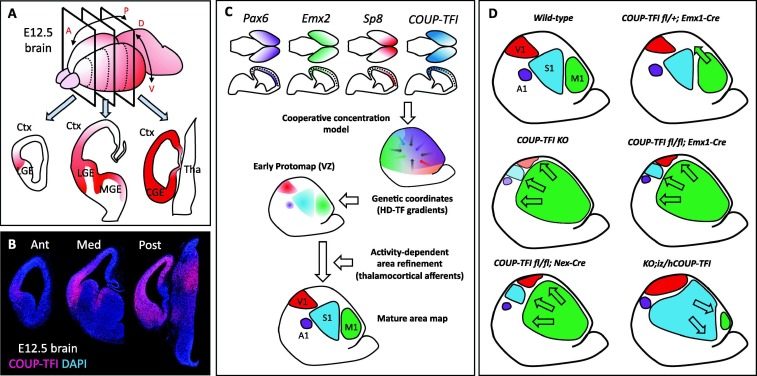 A
E12.5
brain
P
A
D
V
Ctx
Ctx
Ctx
LGE
LGE
MGE
CGE
Tha
B
Ant Med Post
E12.5 brain
COUP-TFI DAPI
C
Pax6 Emx2 Sp8 COUP-TFI
Cooperative concentration
model
Early Protomap (VZ)
Genetic coordinates
(HD-TF gradients)
Activity-dependent
area refinement
(thalamocortical afferents)
V1
S1
M1
A1
Mature area map
D
Wild-type
COUP-TFI fl/+; Emx1-Cre
V1
S1
M1
A1
COUP-TFI KO
COUP-TFI fl/fl; Emx1-Cre
COUP-TFI fl/fl; Nex-Cre
KO;iz/hCOUP-TFI